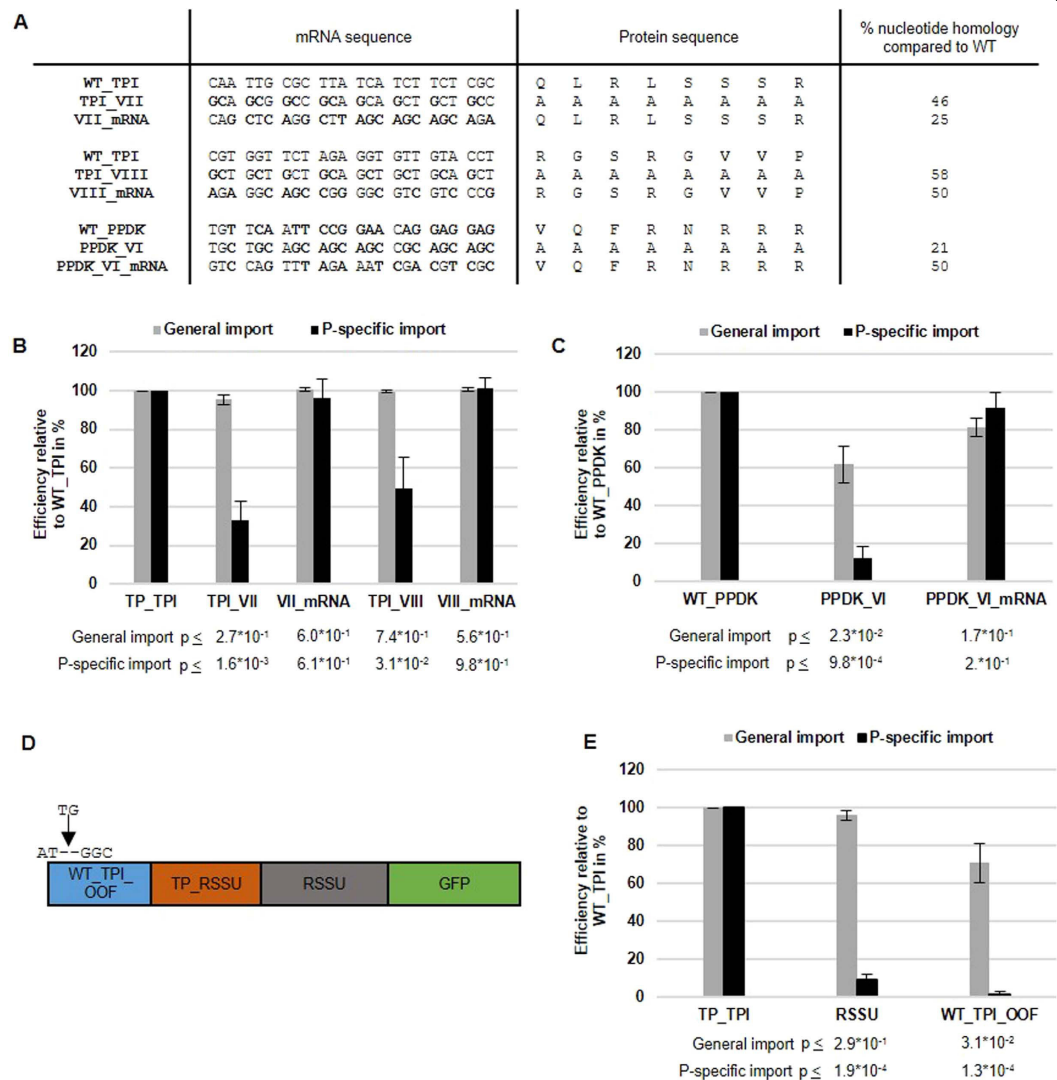 A
mRNA sequence Protein sequence % nucleotide homology compared to WT
WT_TPI CAA TTG CGC TTA TCA TCT TCT CGC Q L R L S S S R
TPI_VII GCA GCG GCC GCA GCA GCT GCT GCC A A A A A A A A 46
VII_mRNA CAG CTC AGG CTT AGC AGC AGC AGA Q L R L S S S R 25
WT_TPI CGT GGT TCT AGA GGT GTT GTA CCT R G S R G V V P
TPI_VIII GCT GCT GCT GCA GCT GCT GCA GCT A A A A A A A A 58
VIII_mRNA AGA GGC AGC CGG GGC GTC GTC CCG R G S R G V V P 50
WT_PPDK TGT TCA ATT CCG GAA CAG GAG GAG V Q F R N R R R
PPDK_VI TGC TGC AGC AGC AGC CGC AGC AGC A A A A A A A A 21
PPDK_VI_mRNA GTC CAG TTT AGA AAT CGA CGT CGC V Q F R N R R R 50
B
General import P-specific import
Efficiency relative to WT_TPI in %
120
100
80
60
40
20
0
TP_TPI TPI_VII VII_mRNA TPI_VIII VIII_mRNA
General import p ≤ 2.7*10-1 6.0*10-1 7.4*10-1 5.6*10-1
P-specific import p ≤ 1.6*10-3 6.1*10-1 3.1*10-2 9.8*10-1
C
General import P-specific import
Efficiency relative to WT_PPDK in %
120
100
80
60
40
20
0
WT_PPDK PPDK_VI PPDK_VI_mRNA
General import p ≤ 2.3*10-2 1.7*10-1
P-specific import p ≤ 9.8*10-4 2.*10-1
D
TG
AT--GGC
WT_TPI_OOF TP_RSSU RSSU GFP
E
General import P-specific import
Efficiency relative to WT_TPI in %
120
100
80
60
40
20
0
TP_TPI RSSU WT_TPI_OOF
General import p ≤ 2.9*10-1 3.1*10-2
P-specific import p ≤ 1.9*10-4 1.3*10-4